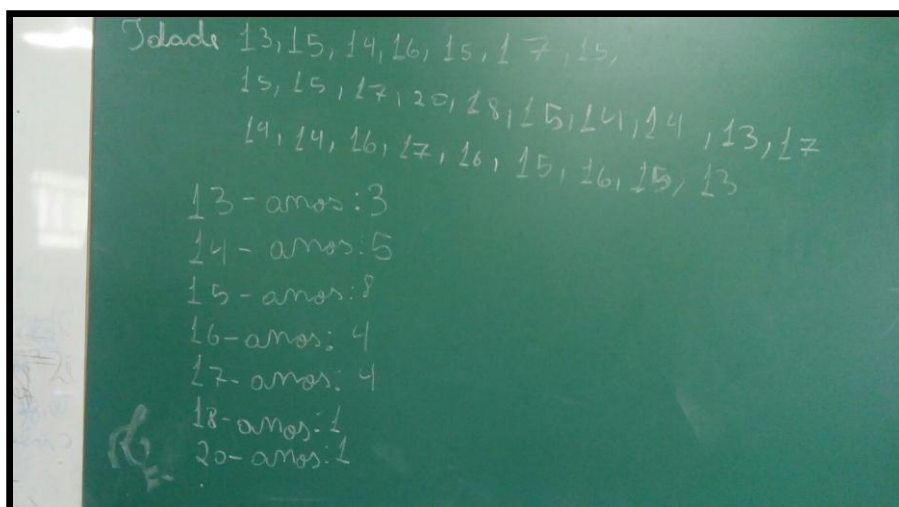 Idade 13, 15, 14, 16, 15, 17, 15,
15, 15, 17, 20, 18, 15, 14, 14, 13, 17
14, 14, 16, 17, 16, 15, 16, 15, 13
13-anos: 3
14-anos: 5
15-anos: 8
16-anos: 4
17-anos: 4
18-anos: 1
20-anos: 1